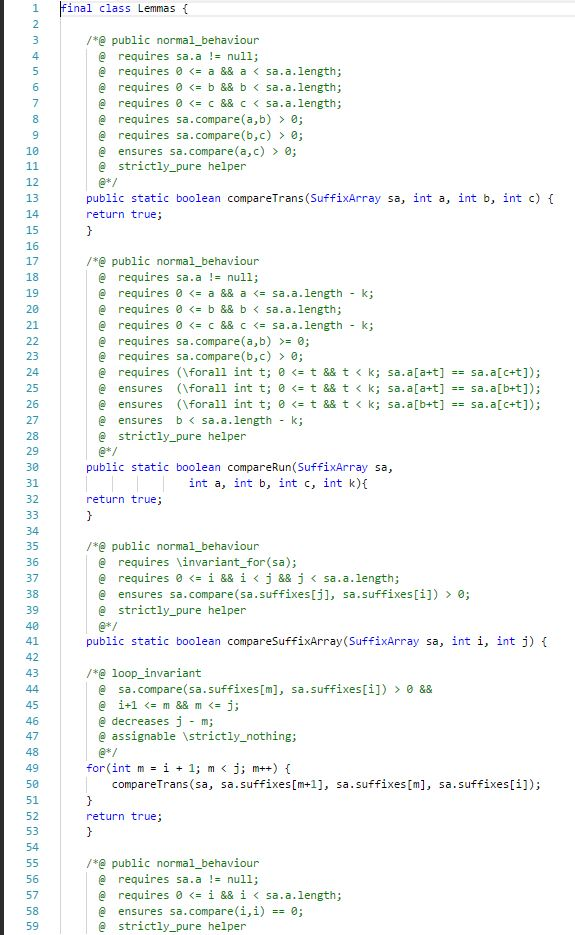 1 final class Lemmas {
2
3 /*@ public normal_behaviour
4 @ requires sa.a != null;
5 @ requires 0 <= a && a < sa.a.length;
6 @ requires 0 <= b && b < sa.a.length;
7 @ requires 0 <= c && c < sa.a.length;
8 @ requires sa.compare(a,b) > 0;
9 @ requires sa.compare(b,c) > 0;
10 @ ensures sa.compare(a,c) > 0;
11 @ strictly_pure helper
12 @*/
13 public static boolean compareTrans(SuffixArray sa, int a, int b, int c) {
14 return true;
15 }
16
17 /*@ public normal_behaviour
18 @ requires sa.a != null;
19 @ requires 0 <= a && a <= sa.a.length - k;
20 @ requires 0 <= b && b < sa.a.length;
21 @ requires 0 <= c && c <= sa.a.length - k;
22 @ requires sa.compare(a,b) >= 0;
23 @ requires sa.compare(b,c) > 0;
24 @ requires (\forall int t; 0 <= t && t < k; sa.a[a+t] == sa.a[c+t]);
25 @ ensures (\forall int t; 0 <= t && t < k; sa.a[a+t] == sa.a[b+t]);
26 @ ensures (\forall int t; 0 <= t && t < k; sa.a[b+t] == sa.a[c+t]);
27 @ ensures b < sa.a.length - k;
28 @ strictly_pure helper
29 @*/
30 public static boolean compareRun(SuffixArray sa,
31 int a, int b, int c, int k){
32 return true;
33 }
34
35 /*@ public normal_behaviour
36 @ requires \invariant_for(sa);
37 @ requires 0 <= i && i < j && j < sa.a.length;
38 @ ensures sa.compare(sa.suffixes[j], sa.suffixes[i]) > 0;
39 @ strictly_pure helper
40 @*/
41 public static boolean compareSuffixArray(SuffixArray sa, int i, int j) {
42
43 /*@ loop_invariant
44 @ sa.compare(sa.suffixes[m], sa.suffixes[i]) > 0 &&
45 @ i+1 <= m && m <= j;
46 @ decreases j - m;
47 @ assignable \strictly_nothing;
48 @*/
49 for(int m = i + 1; m < j; m++) {
50 compareTrans(sa, sa.suffixes[m+1], sa.suffixes[m], sa.suffixes[i]);
51 }
52 return true;
53 }
54
55 /*@ public normal_behaviour
56 @ requires sa.a != null;
57 @ requires 0 <= i && i < sa.a.length;
58 @ ensures sa.compare(i,i) == 0;
59 @ strictly_pure helper